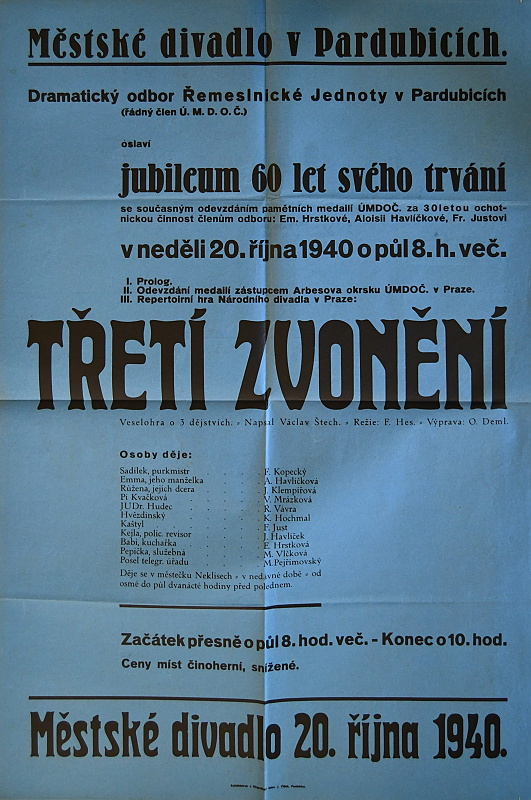 Městské divadlo v Pardubicích.
Dramatický odbor Řemeslnické Jednoty v Pardubicích
(řádný člen Ú. M. D. O. Č.)
oslaví
jubileum 60 let svého trvání
se současným odevzdáním pamětních medailí ÚMDOČ. za 30letou ochot-
nickou činnost členům odboru: Em. Hrstkové, Aloisii Havlíčkové, Fr. Justovi
v neděli 20. října 1940 o půl 8. h. več.
I. Prolog.
II. Odevzdání medailí zástupcem Arbesova okrsku ÚMDOČ. v Praze.
III. Repertoirní hra Národního divadla v Praze:
TŘETÍ ZVONĚNÍ
Veselohra o 3 dějstvích. - Napsal Václav Štech. - Režie: F. Hes. - Výprava: O. Deml.
Osoby děje:
Sadílek, purkmistr . . . . F. Kopecký
Emma, jeho manželka . . . . A. Havlíčková
Růžena, jejich dcera . . . . J. Klempířová
Pí Kvačková . . . . V. Mrázková
JUDr. Hudec . . . . R. Vávra
Hvězdinský . . . . K. Hochmal
Kaštyl . . . . F. Just
Kejla, polic. revisor . . . . J. Havlíček
Babi, kuchařka . . . . E. Hrstková
Pepička, služebná . . . . M. Vlčková
Posel telegr. úřadu . . . . M. Pejřimovský
Děje se v městečku Neklisech - v nedávné době - od
osmé do půl dvanácté hodiny před polednem.
Začátek přesně o půl 8. hod. več. - Konec o 10. hod.
Ceny míst činoherní, snížené.
Městské divadlo 20. října 1940.